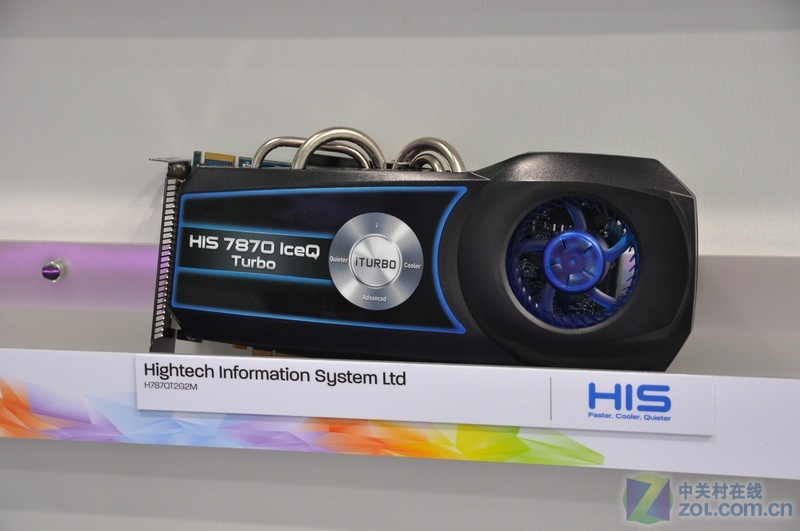 HIS 7870 IceQ
Turbo
i
Quieter
iTURBO
Cooler
Advanced
Hightech Information System Ltd
H787QT2G2M
HIS
Faster, Cooler, Quieter
中关村在线
ZOL.COM.CN